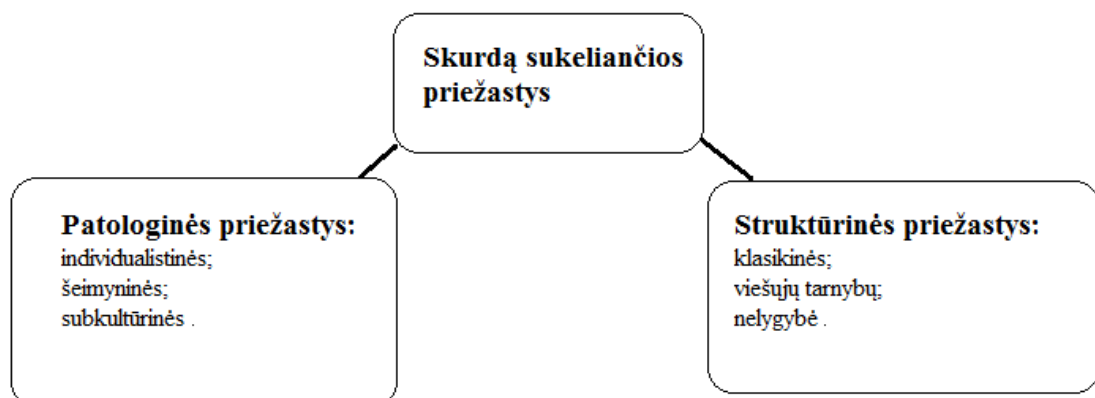 Skurdą sukeliančios
priežastys
Patologinės priežastys:
individualistinės;
šeimyninės;
subkultūrinės .
Struktūrinės priežastys:
klasikinės;
viešųjų tarnybų;
nelygybė .